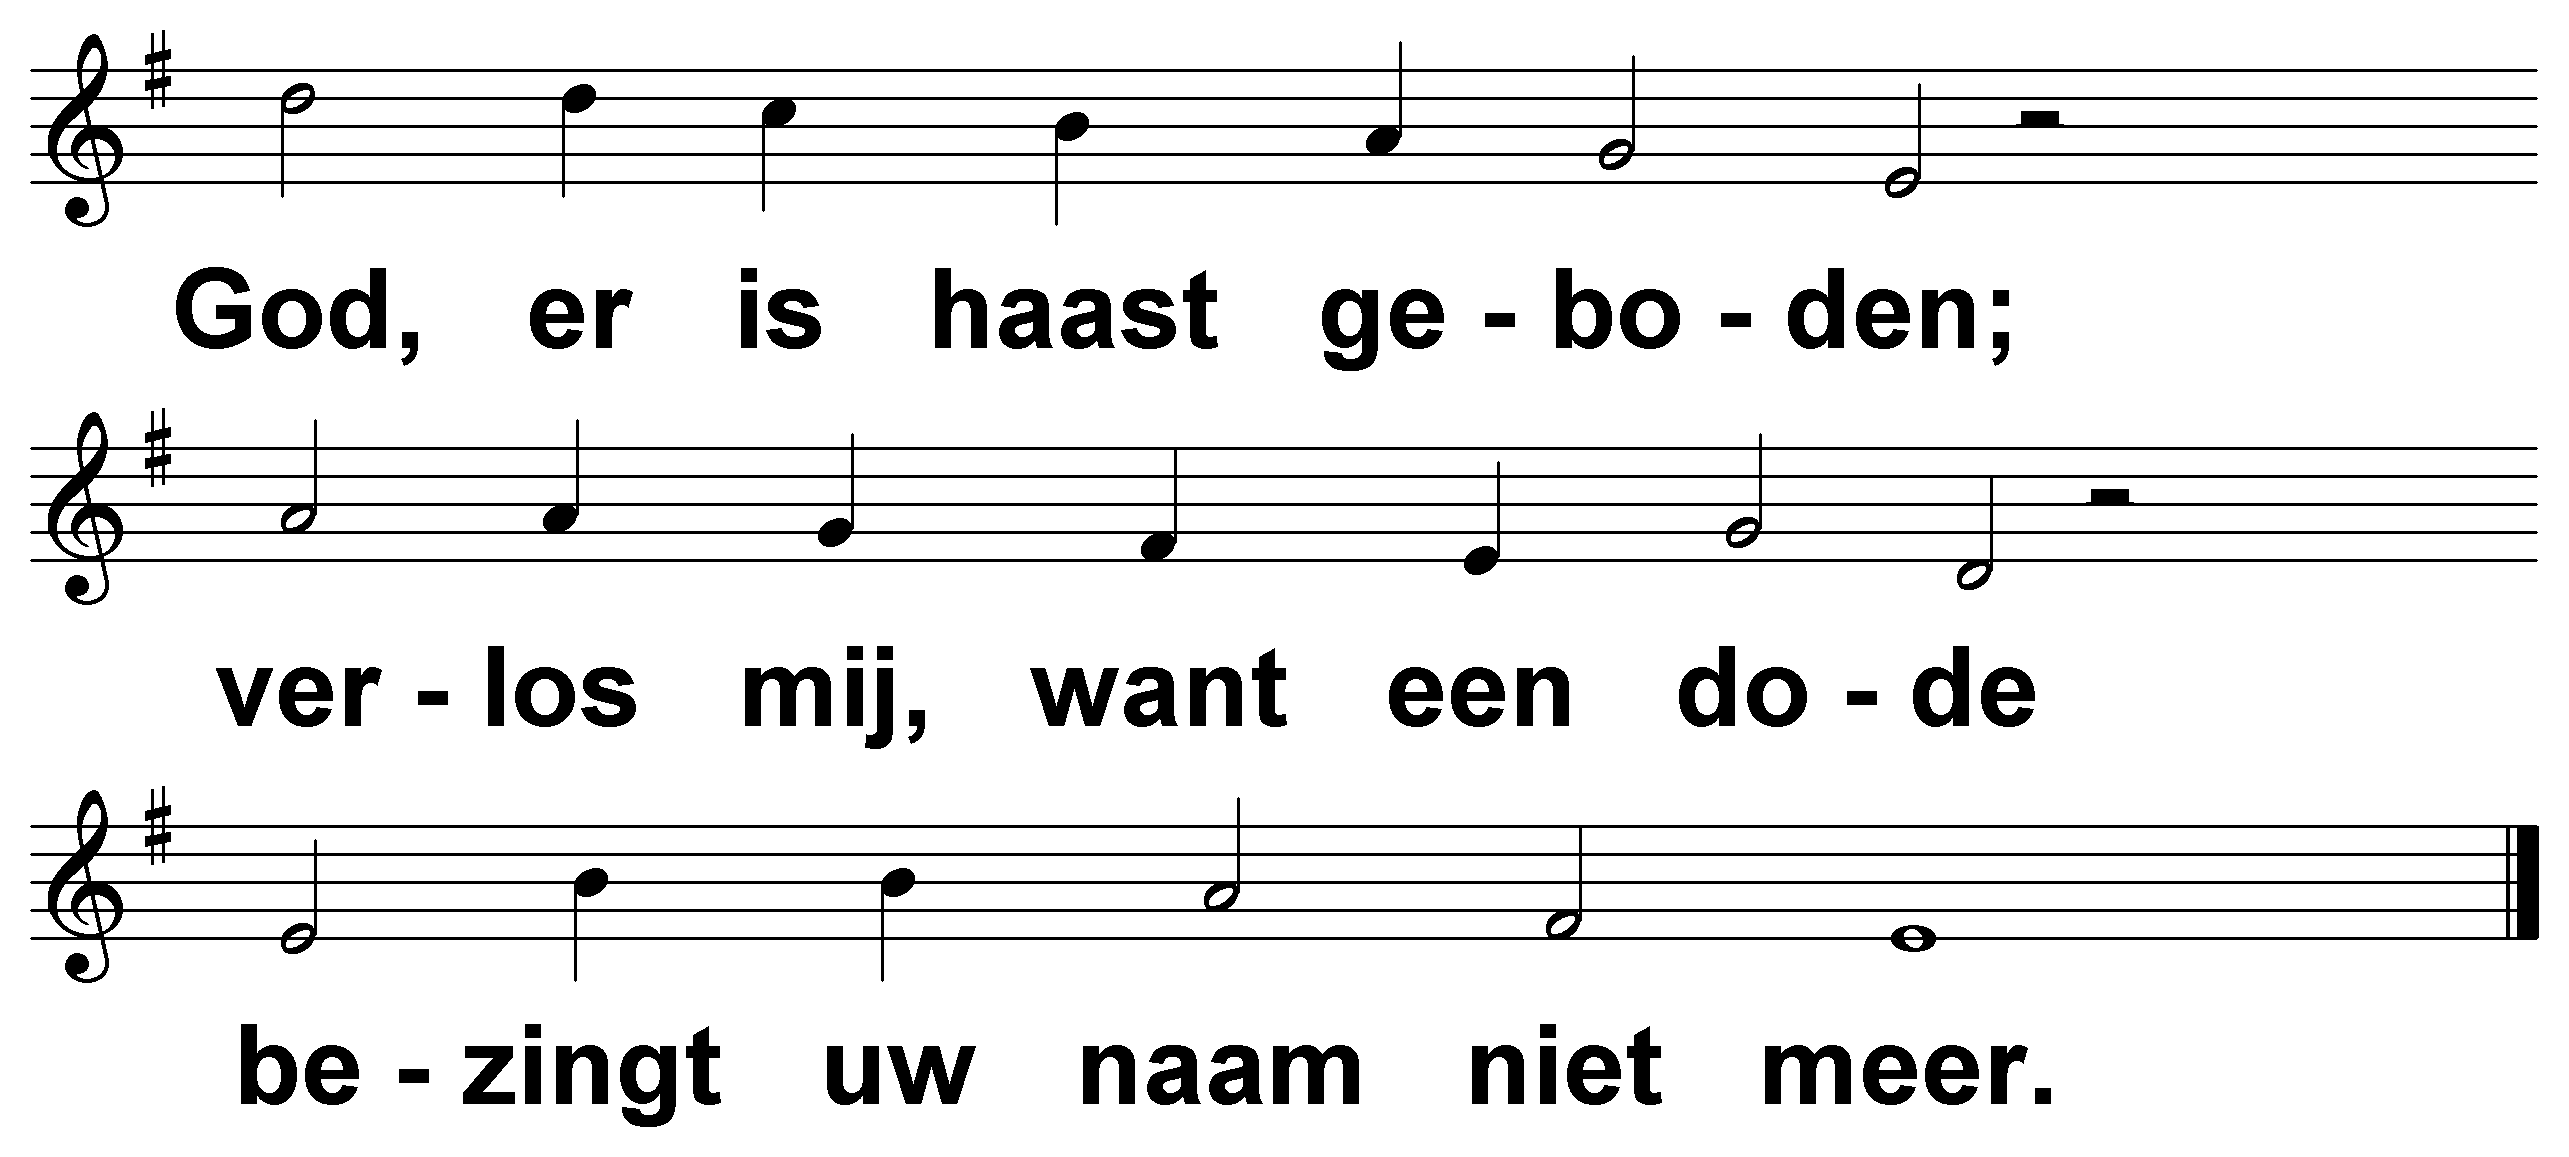 God, er is haast ge - bo - den;
ver - los mij, want een do - de
be - zingt uw naam niet meer.